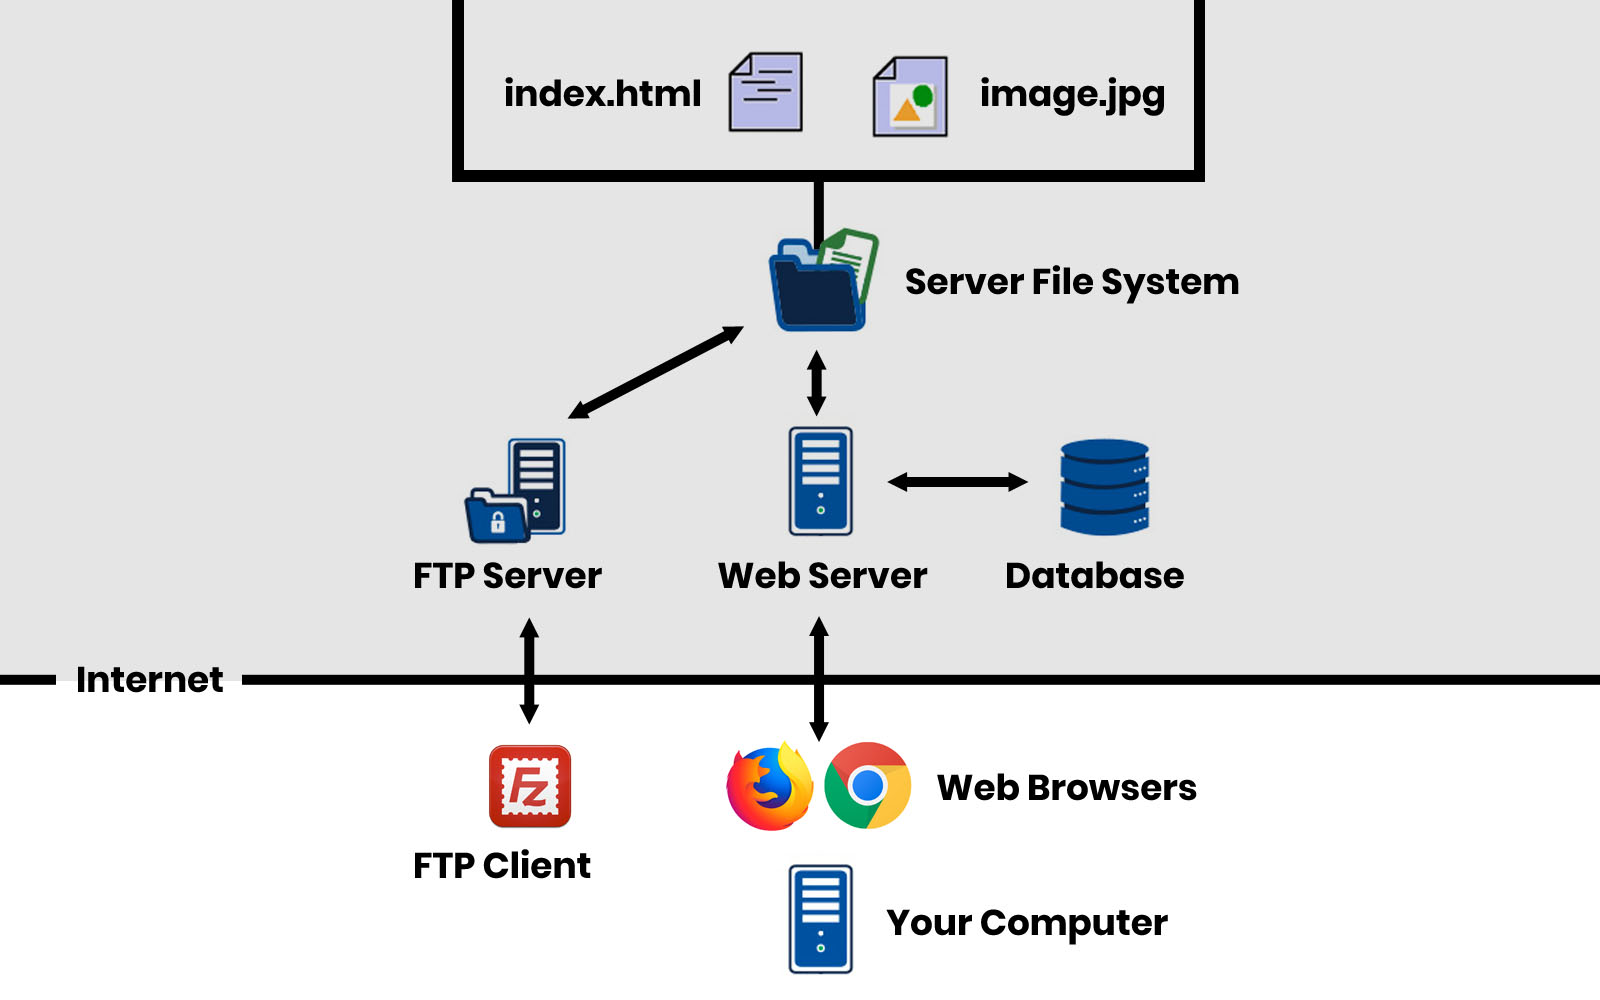 index.html
image.jpg
Server File System
FTP Server
Web Server
Database
Internet
Fz
Web Browsers
FTP Client
Your Computer